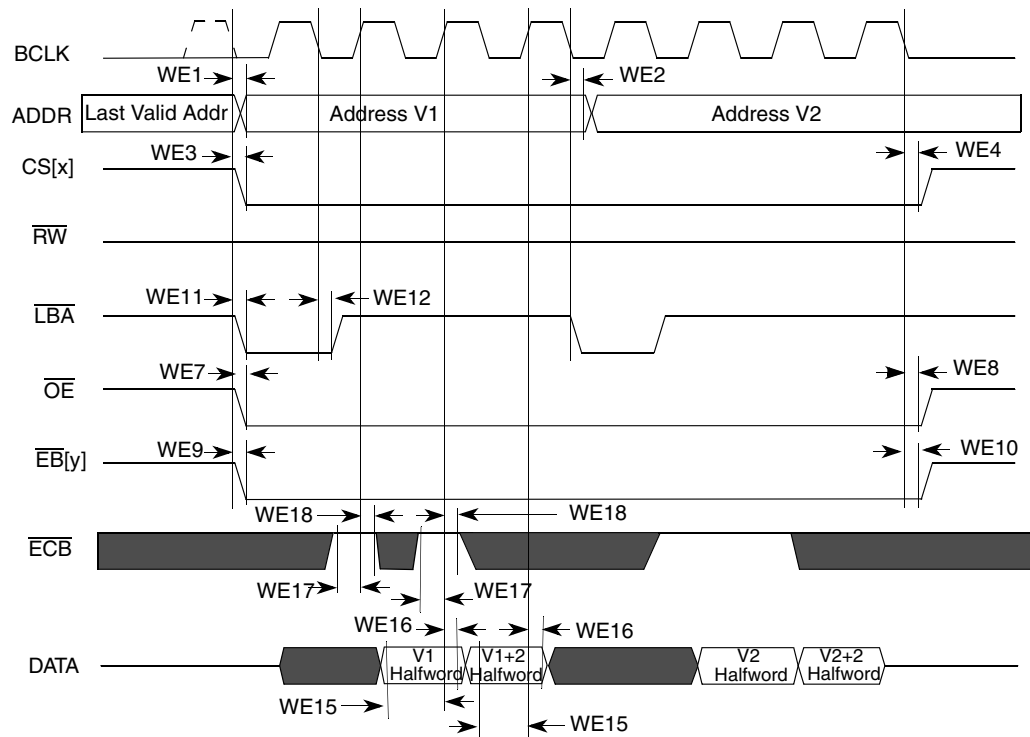 BCLK
WE1
WE2
ADDR
Last Valid Addr
Address V1
Address V2
WE3
WE4
CS[x]
RW
WE11
WE12
LBA
WE7
WE8
OE
WE9
WE10
EB[y]
WE18
WE18
ECB
WE17
WE17
WE16
WE16
DATA
V1
Halfword
V1+2
Halfword
V2
Halfword
V2+2
Halfword
WE15
WE15